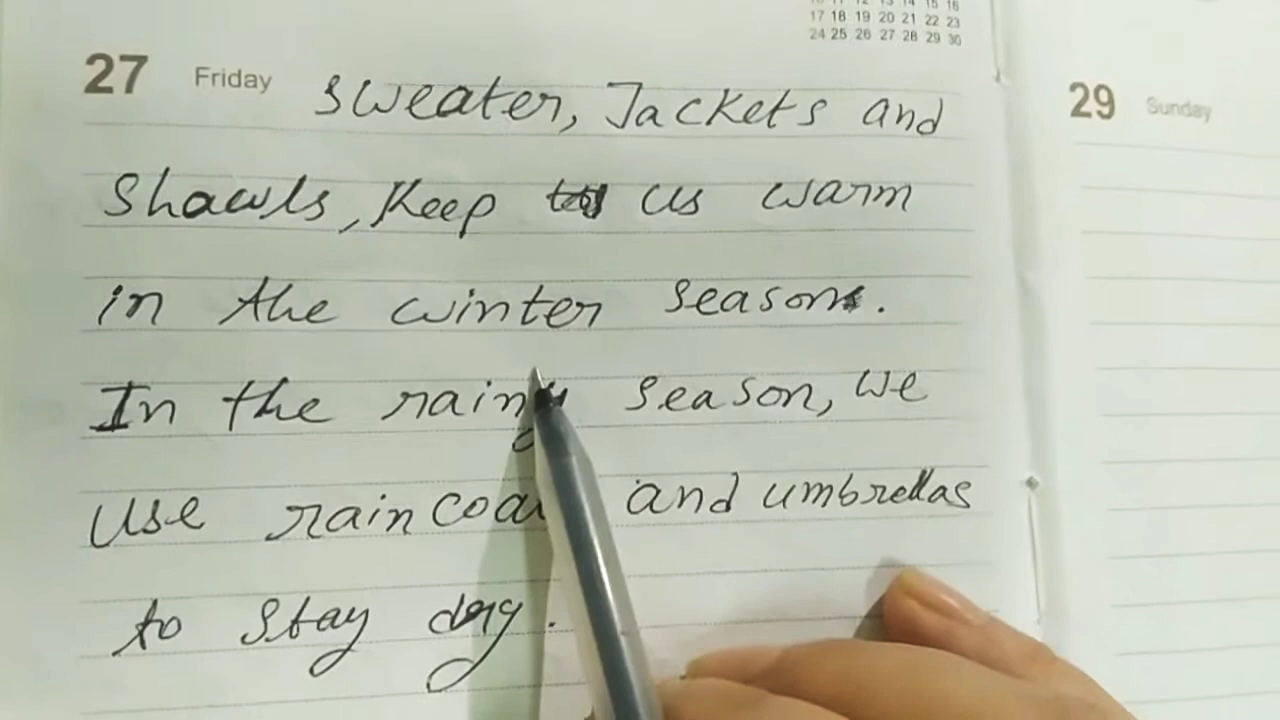 17 18 19 20 21 22 23
24 25 26 27 28 29 30
27 Friday
Sweater, Jackets and
Shawls, Keep us warm
in the winter season.
In the rainy season, we
Use rain and umbrellas
to stay dry.
29 Sunday